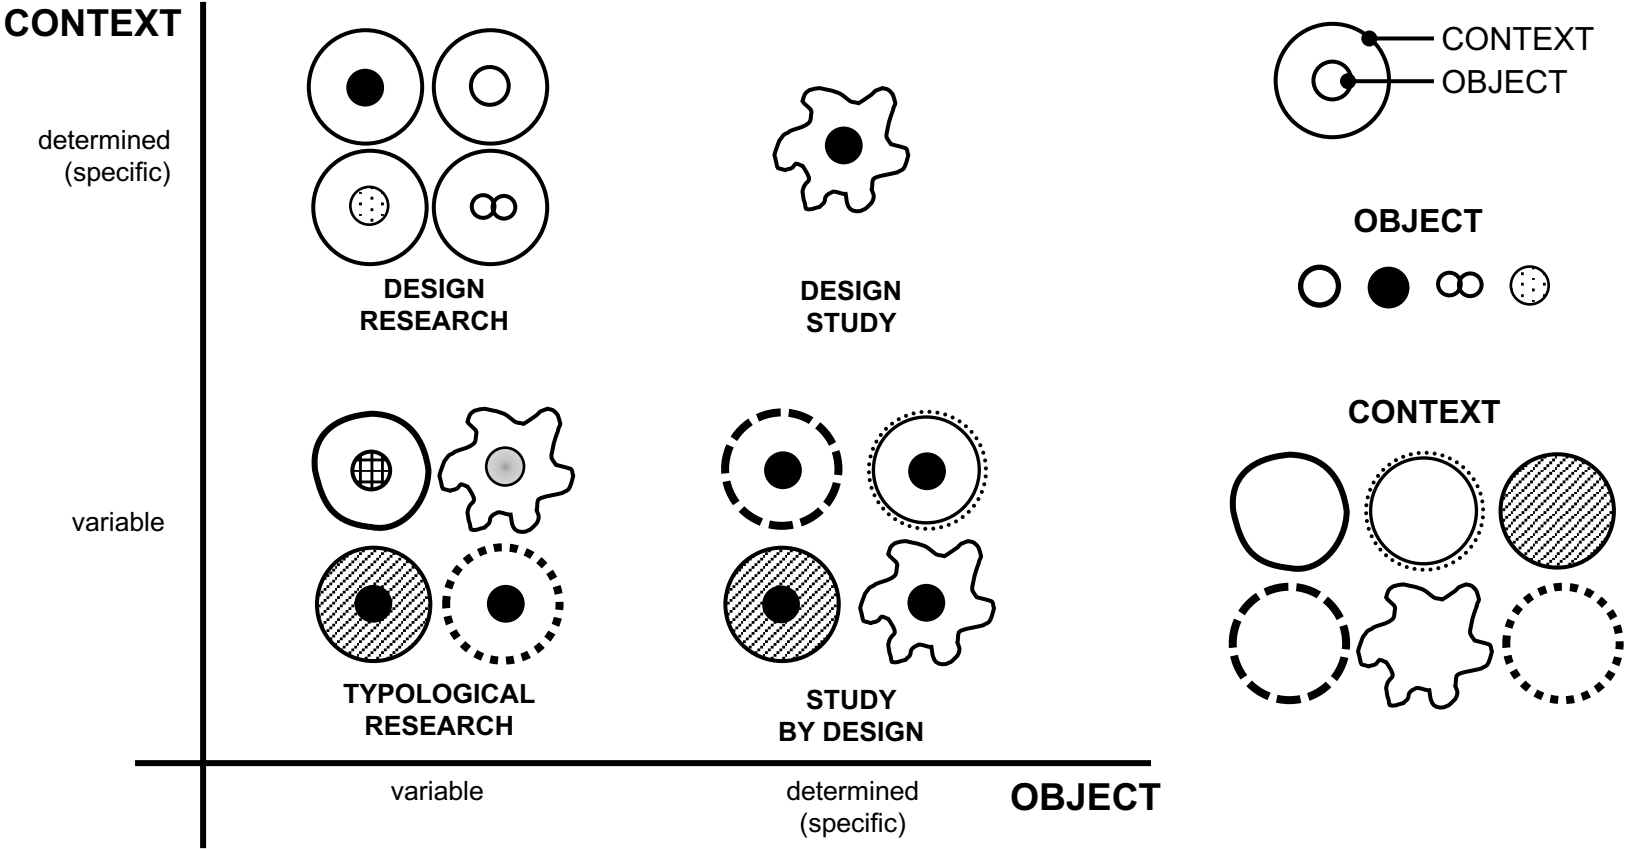 CONTEXT
determined
(specific)
DESIGN
RESEARCH
DESIGN
STUDY
variable
TYPOLOGICAL
RESEARCH
STUDY
BY DESIGN
variable
determined
(specific)
OBJECT
CONTEXT
OBJECT
OBJECT
CONTEXT